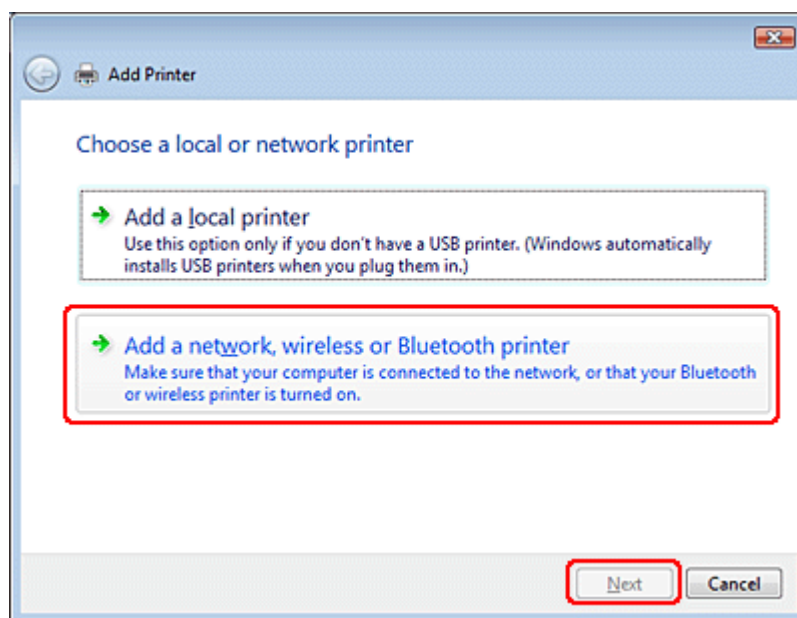 Add Printer
Choose a local or network printer
Add a local printer
Use this option only if you don't have a USB printer. (Windows automatically
installs USB printers when you plug them in.)
Add a network, wireless or Bluetooth printer
Make sure that your computer is connected to the network, or that your Bluetooth
or wireless printer is turned on.
Next
Cancel